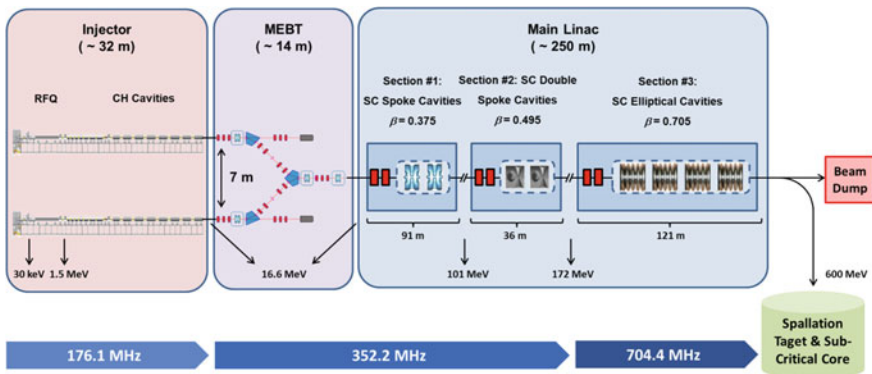 Injector
( ~ 32 m)
MEBT
( ~ 14 m)
Main Linac
( ~ 250 m)
RFQ
CH Cavities
Section #1:
SC Spoke Cavities
β = 0.375
Section #2: SC Double
Spoke Cavities
β = 0.495
Section #3:
SC Elliptical Cavities
β = 0.705
7 m
Beam
Dump
91 m
36 m
121 m
30 keV
1.5 MeV
16.6 MeV
101 MeV
172 MeV
600 MeV
Spallation
Taget & Sub-
Critical Core
176.1 MHz
352.2 MHz
704.4 MHz